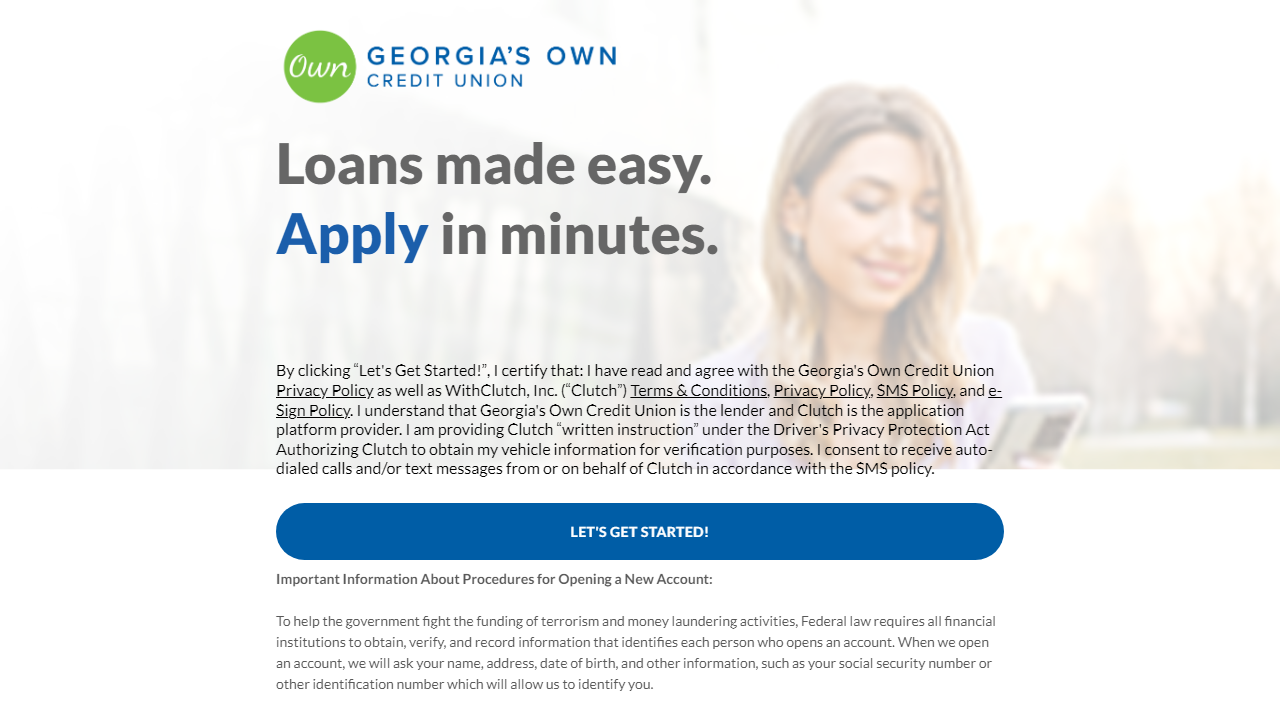 Own GEORGIA'S OWN
CREDIT UNION
Loans made easy.
Apply in minutes.
By clicking “Let's Get Started!”, I certify that: I have read and agree with the Georgia's Own Credit Union
Privacy Policy as well as WithClutch, Inc. (“Clutch”) Terms & Conditions, Privacy Policy, SMS Policy, and e-
Sign Policy. I understand that Georgia's Own Credit Union is the lender and Clutch is the application
platform provider. I am providing Clutch “written instruction” under the Driver's Privacy Protection Act
Authorizing Clutch to obtain my vehicle information for verification purposes. I consent to receive auto-
dialed calls and/or text messages from or on behalf of Clutch in accordance with the SMS policy.
LET'S GET STARTED!
Important Information About Procedures for Opening a New Account:
To help the government fight the funding of terrorism and money laundering activities, Federal law requires all financial
institutions to obtain, verify, and record information that identifies each person who opens an account. When we open
an account, we will ask your name, address, date of birth, and other information, such as your social security number or
other identification number which will allow us to identify you.